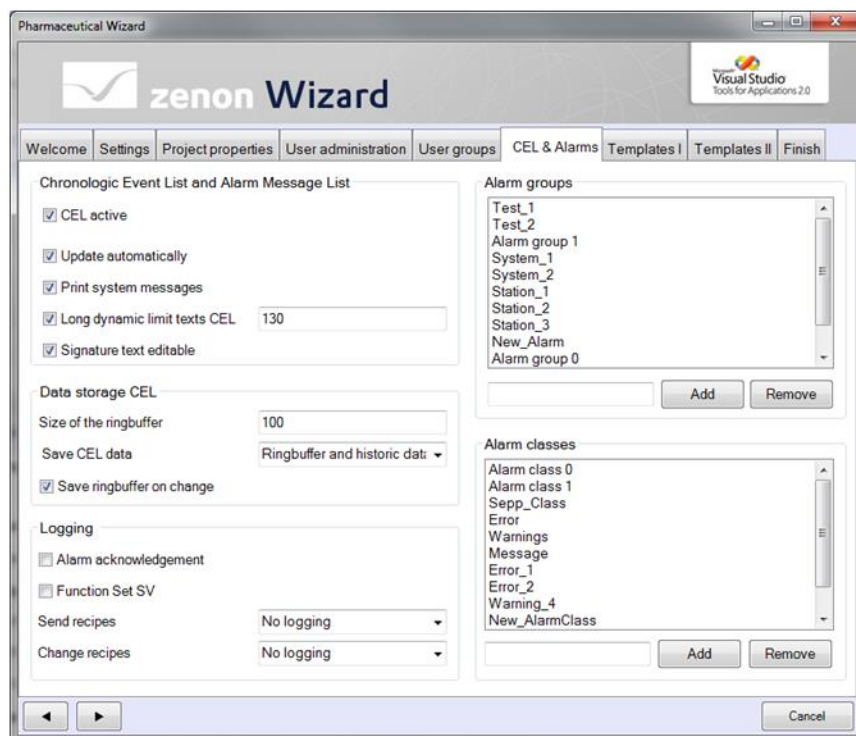 Pharmaceutical Wizard
zenon Wizard
Microsoft
Visual Studio
Tools for Applications 2.0
Welcome Settings Project properties User administration User groups CEL & Alarms Templates I Templates II Finish
Chronologic Event List and Alarm Message List
CEL active
Update automatically
Print system messages
Long dynamic limit texts CEL 130
Signature text editable
Data storage CEL
Size of the ringbuffer 100
Save CEL data Ringbuffer and historic dat
Save ringbuffer on change
Logging
Alarm acknowledgement
Function Set SV
Send recipes No logging
Change recipes No logging
Alarm groups
Test_1
Test_2
Alarm group 1
System_1
System_2
Station_1
Station_2
Station_3
New_Alarm
Alarm group 0
Add Remove
Alarm classes
Alarm class 0
Alarm class 1
Sepp_Class
Error
Warnings
Message
Error_1
Error_2
Warning_4
New_AlarmClass
Add Remove
Cancel